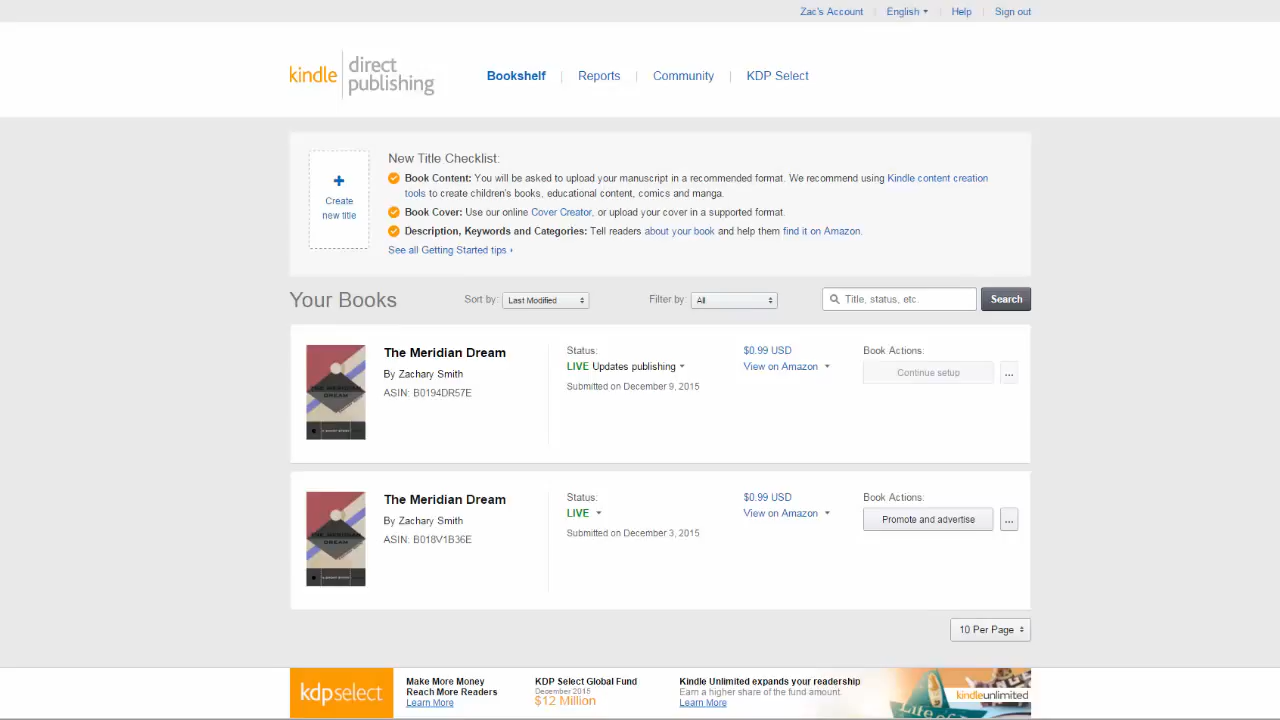 Zac's Account English Help Sign out
kindle direct publishing
Bookshelf Reports Community KDP Select
New Title Checklist:
+ Create new title
Book Content: You will be asked to upload your manuscript in a recommended format. We recommend using Kindle content creation
tools to create children's books, educational content, comics and manga.
Book Cover: Use our online Cover Creator, or upload your cover in a supported format.
Description, Keywords and Categories: Tell readers about your book and help them find it on Amazon.
See all Getting Started tips ›
Your Books Sort by: Last Modified Filter by All Title, status, etc. Search
The Meridian Dream
By Zachary Smith
ASIN: B0194DR57E
THE MERIDIAN
DREAM
Status:
LIVE Updates publishing
Submitted on December 9, 2015
$0.99 USD
View on Amazon
Book Actions:
Continue setup ...
The Meridian Dream
By Zachary Smith
ASIN: B018V1B36E
THE MERIDIAN
DREAM
Status:
LIVE
Submitted on December 3, 2015
$0.99 USD
View on Amazon
Book Actions:
Promote and advertise ...
10 Per Page
kdpselect
Make More Money
Reach More Readers
Learn More
KDP Select Global Fund
December 2015
$12 Million
Kindle Unlimited expands your readership
Earn a higher share of the fund amount.
Learn More
Life of
kindleunlimited